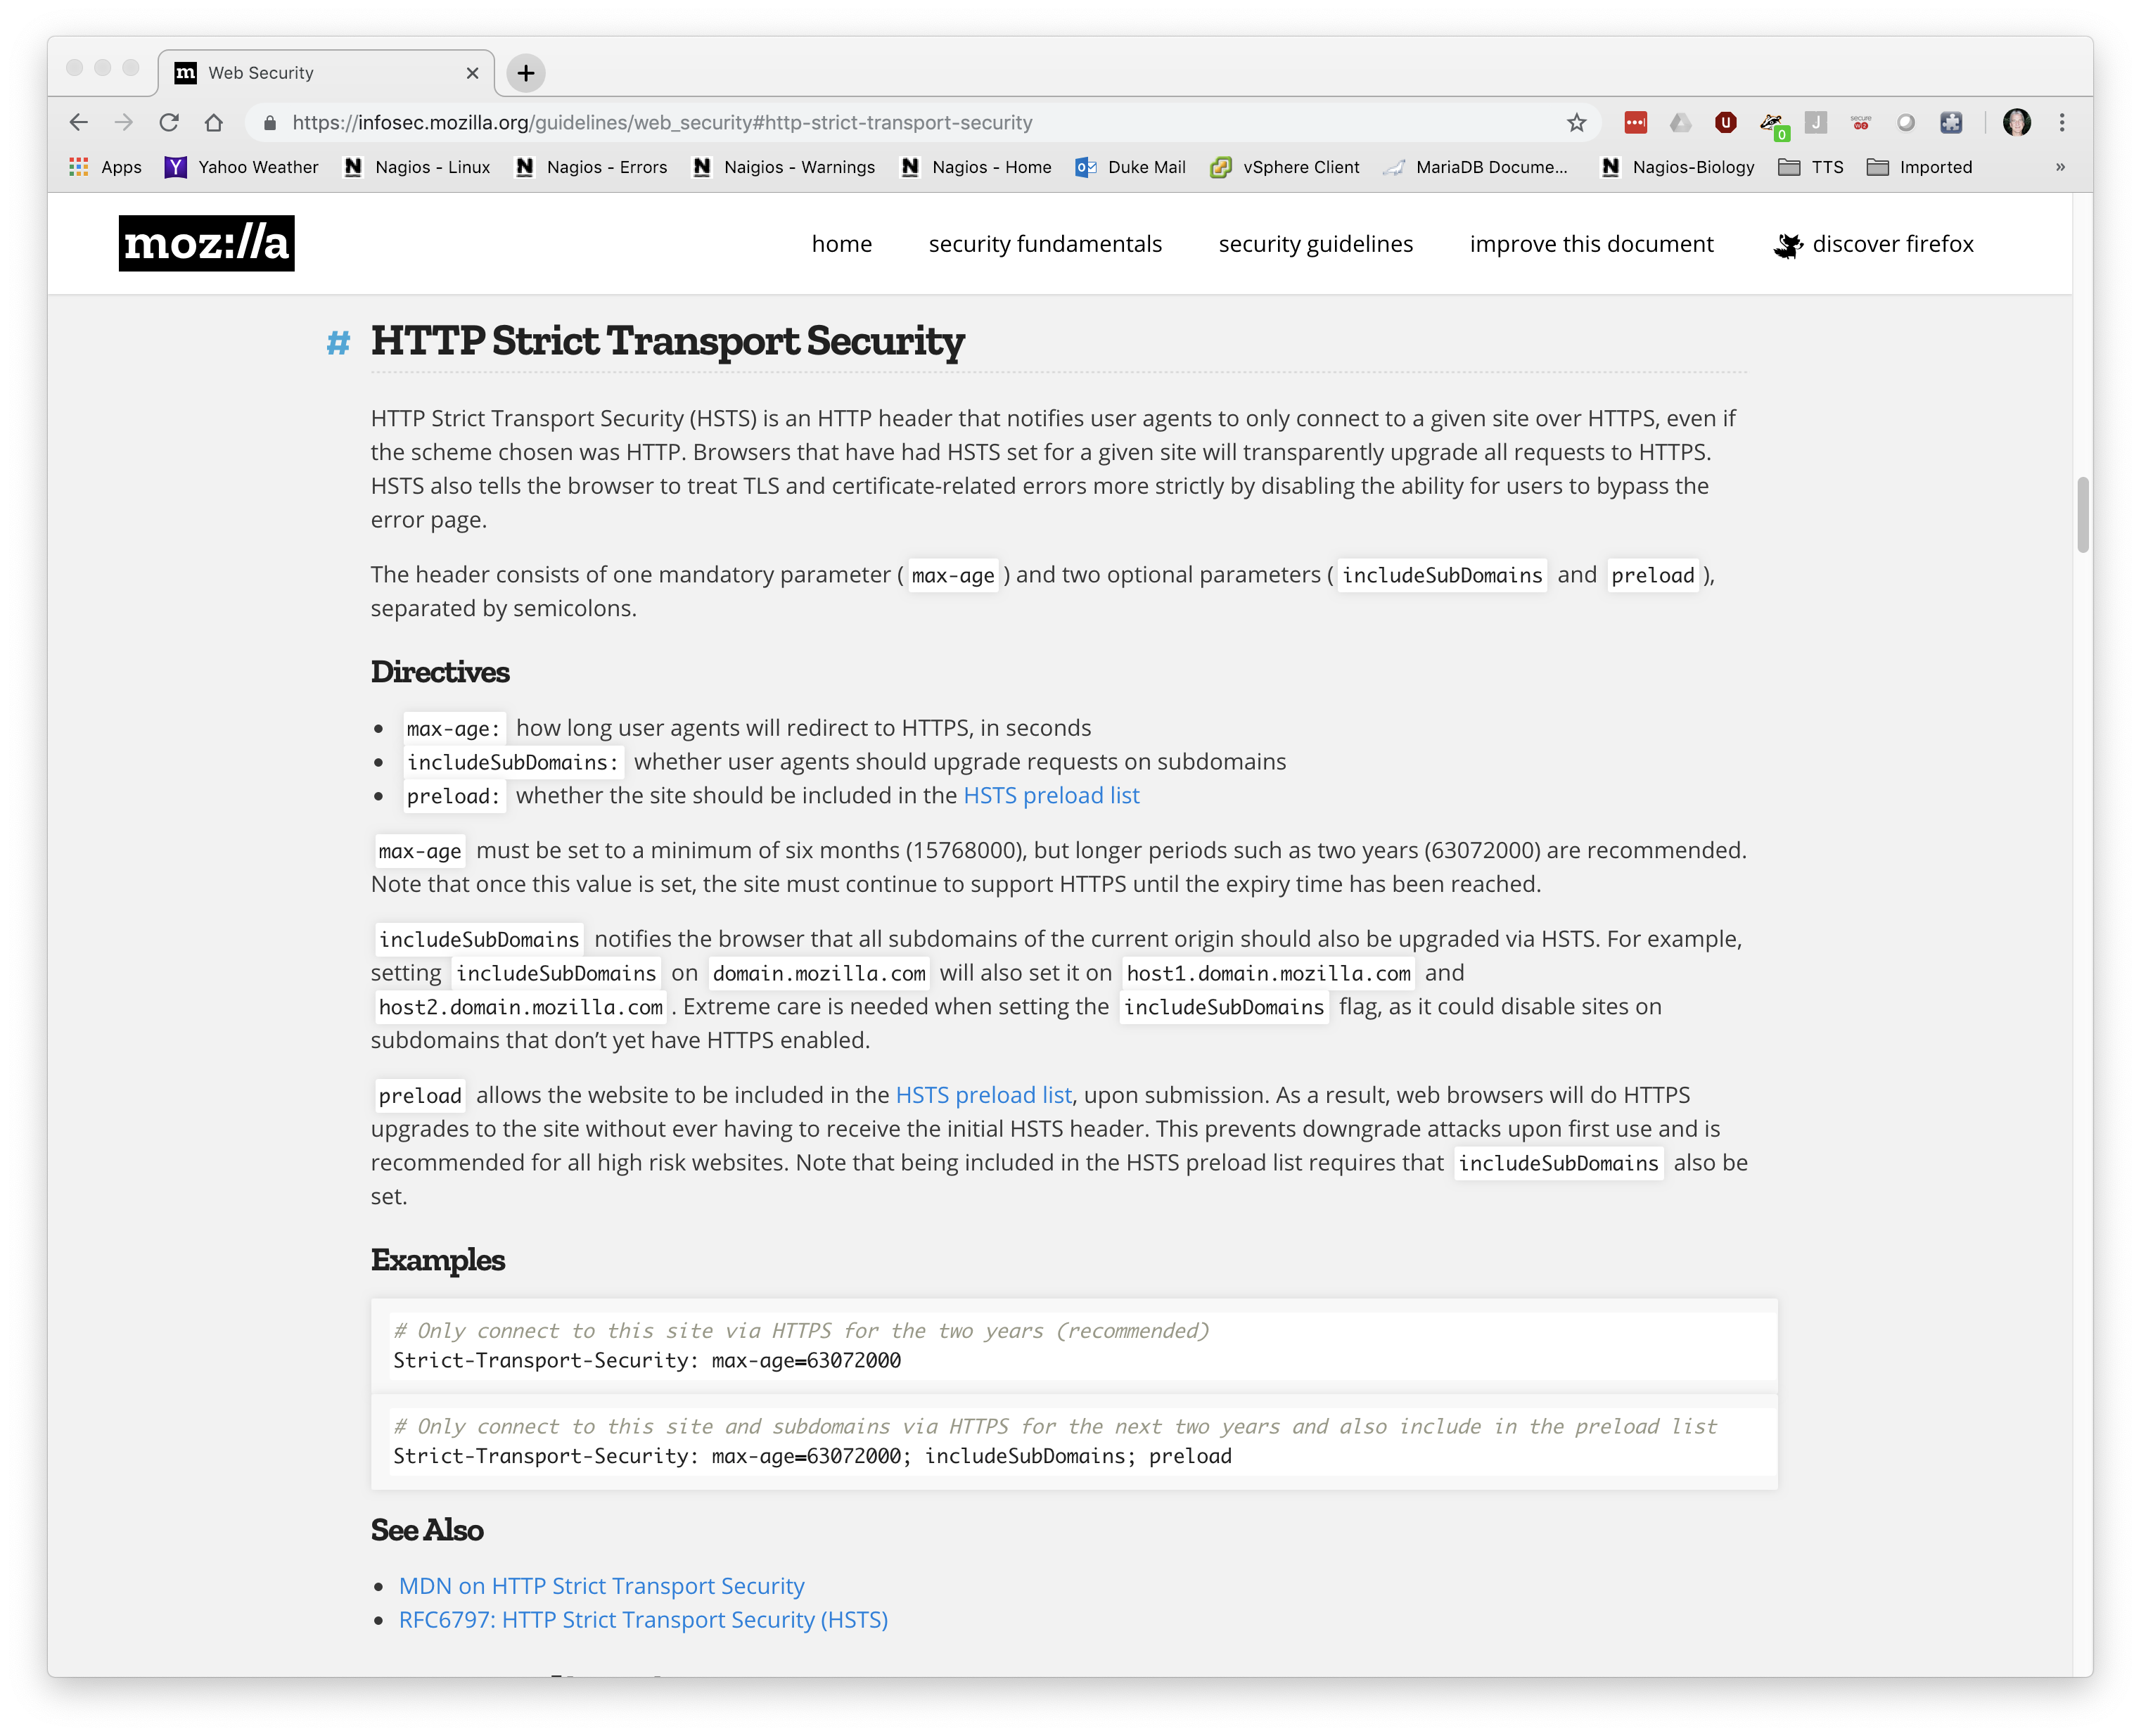 m Web Security
https://infosec.mozilla.org/guidelines/web_security#http-strict-transport-security
Apps Yahoo Weather Nagios - Linux Nagios - Errors Naigios - Warnings Nagios - Home Duke Mail vSphere Client MariaDB Docume... Nagios-Biology TTS Imported »
moz://a home security fundamentals security guidelines improve this document discover firefox
# HTTP Strict Transport Security
HTTP Strict Transport Security (HSTS) is an HTTP header that notifies user agents to only connect to a given site over HTTPS, even if
the scheme chosen was HTTP. Browsers that have had HSTS set for a given site will transparently upgrade all requests to HTTPS.
HSTS also tells the browser to treat TLS and certificate-related errors more strictly by disabling the ability for users to bypass the
error page.
The header consists of one mandatory parameter ( max-age ) and two optional parameters ( includeSubDomains and preload ),
separated by semicolons.
Directives
• max-age: how long user agents will redirect to HTTPS, in seconds
• includeSubDomains: whether user agents should upgrade requests on subdomains
• preload: whether the site should be included in the HSTS preload list
max-age must be set to a minimum of six months (15768000), but longer periods such as two years (63072000) are recommended.
Note that once this value is set, the site must continue to support HTTPS until the expiry time has been reached.
includeSubDomains notifies the browser that all subdomains of the current origin should also be upgraded via HSTS. For example,
setting includeSubDomains on domain.mozilla.com will also set it on host1.domain.mozilla.com and
host2.domain.mozilla.com . Extreme care is needed when setting the includeSubDomains flag, as it could disable sites on
subdomains that don’t yet have HTTPS enabled.
preload allows the website to be included in the HSTS preload list, upon submission. As a result, web browsers will do HTTPS
upgrades to the site without ever having to receive the initial HSTS header. This prevents downgrade attacks upon first use and is
recommended for all high risk websites. Note that being included in the HSTS preload list requires that includeSubDomains also be
set.
Examples
# Only connect to this site via HTTPS for the two years (recommended)
Strict-Transport-Security: max-age=63072000
# Only connect to this site and subdomains via HTTPS for the next two years and also include in the preload list
Strict-Transport-Security: max-age=63072000; includeSubDomains; preload
See Also
• MDN on HTTP Strict Transport Security
• RFC6797: HTTP Strict Transport Security (HSTS)